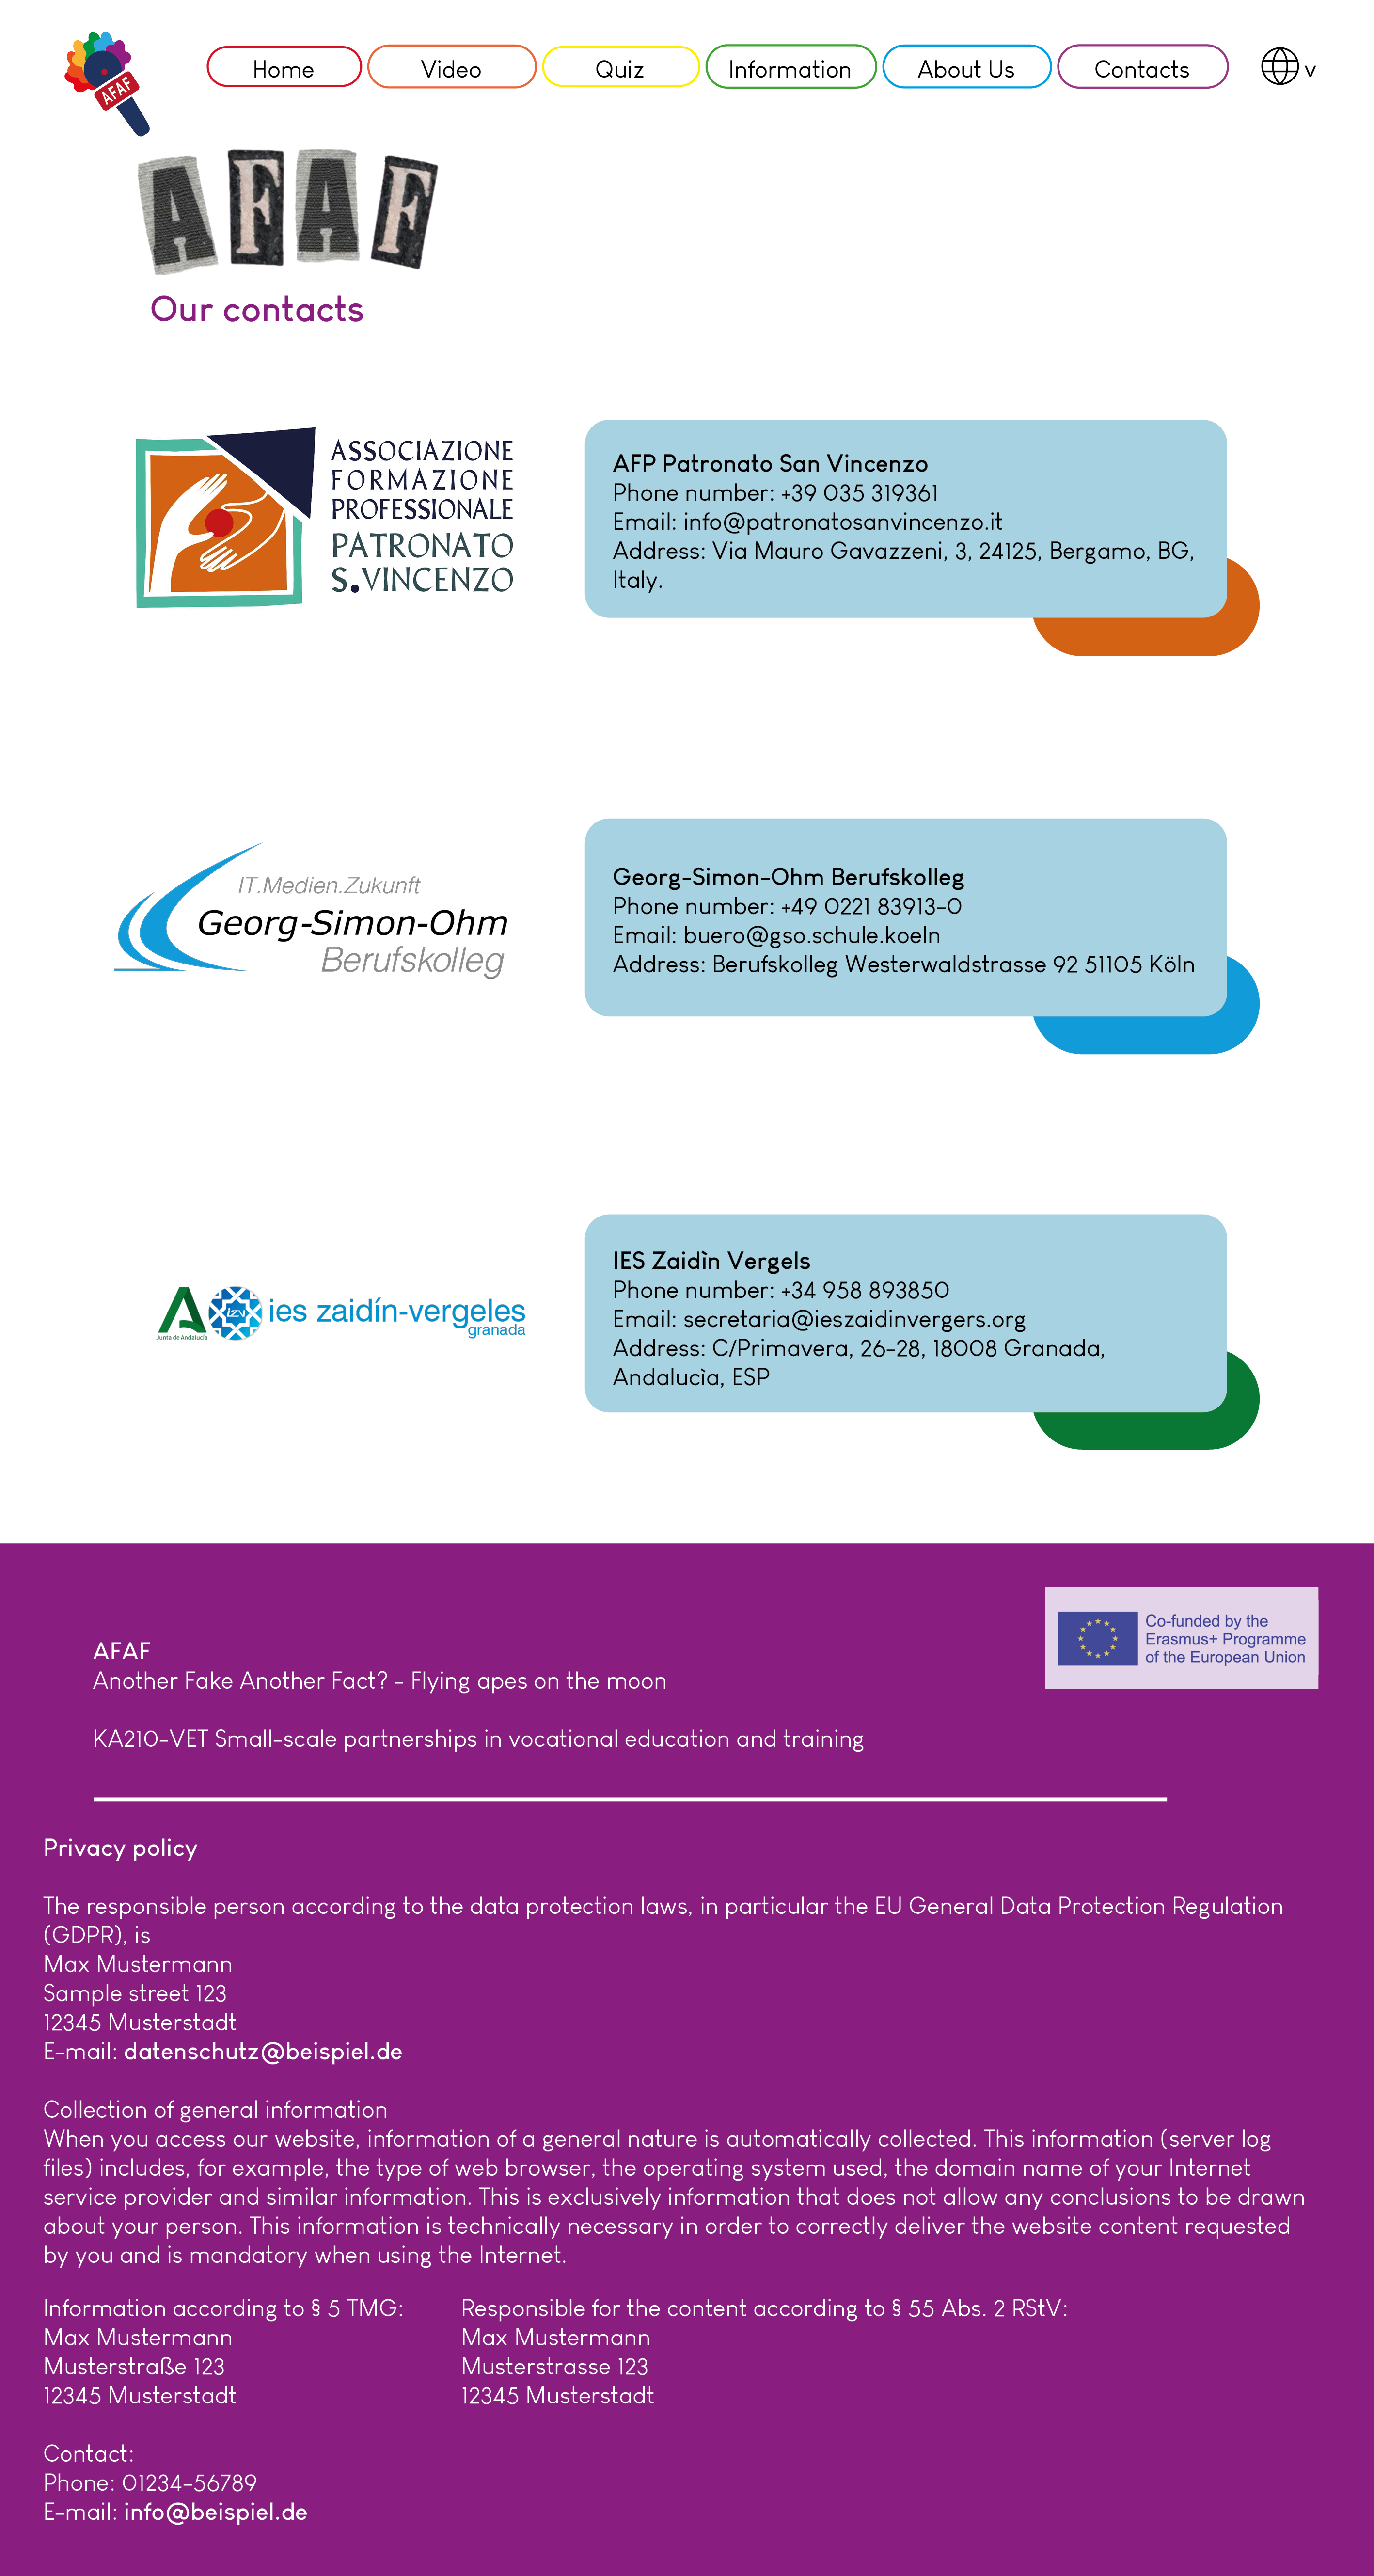 AFAF
Home
Video
Quiz
Information
About Us
Contacts
v
AFAF
Our contacts
ASSOCIAZIONE
FORMAZIONE
PROFESSIONALE
PATRONATO
S.VINCENZO
AFP Patronato San Vincenzo
Phone number: +39 035 319361
Email: info@patronatosanvincenzo.it
Address: Via Mauro Gavazzeni, 3, 24125, Bergamo, BG,
Italy.
IT.Medien.Zukunft
Georg-Simon-Ohm
Berufskolleg
Georg-Simon-Ohm Berufskolleg
Phone number: +49 0221 83913-0
Email: buero@gso.schule.koeln
Address: Berufskolleg Westerwaldstrasse 92 51105 Köln
Junta de Andalucía
izv
ies zaidín-vergeles
granada
IES Zaidìn Vergels
Phone number: +34 958 893850
Email: secretaria@ieszaidinvergers.org
Address: C/Primavera, 26-28, 18008 Granada,
Andalucìa, ESP
Co-funded by the
Erasmus+ Programme
of the European Union
AFAF
Another Fake Another Fact? - Flying apes on the moon
KA210-VET Small-scale partnerships in vocational education and training
Privacy policy
The responsible person according to the data protection laws, in particular the EU General Data Protection Regulation
(GDPR), is
Max Mustermann
Sample street 123
12345 Musterstadt
E-mail: datenschutz@beispiel.de
Collection of general information
When you access our website, information of a general nature is automatically collected. This information (server log
files) includes, for example, the type of web browser, the operating system used, the domain name of your Internet
service provider and similar information. This is exclusively information that does not allow any conclusions to be drawn
about your person. This information is technically necessary in order to correctly deliver the website content requested
by you and is mandatory when using the Internet.
Information according to § 5 TMG:
Max Mustermann
Musterstraße 123
12345 Musterstadt
Responsible for the content according to § 55 Abs. 2 RStV:
Max Mustermann
Musterstrasse 123
12345 Musterstadt
Contact:
Phone: 01234-56789
E-mail: info@beispiel.de